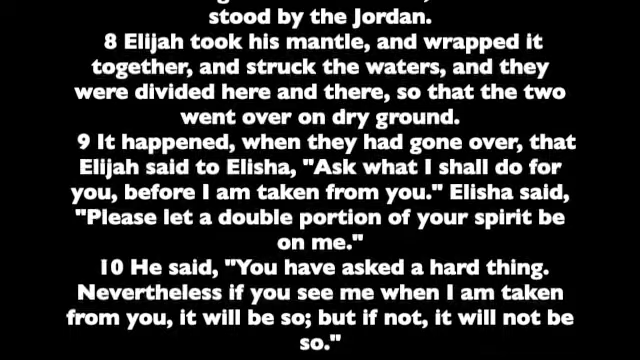 stood by the Jordan.
8 Elijah took his mantle, and wrapped it
together, and struck the waters, and they
were divided here and there, so that the two
went over on dry ground.
9 It happened, when they had gone over, that
Elijah said to Elisha, "Ask what I shall do for
you, before I am taken from you." Elisha said,
"Please let a double portion of your spirit be
on me."
10 He said, "You have asked a hard thing.
Nevertheless if you see me when I am taken
from you, it will be so; but if not, it will not be
so."